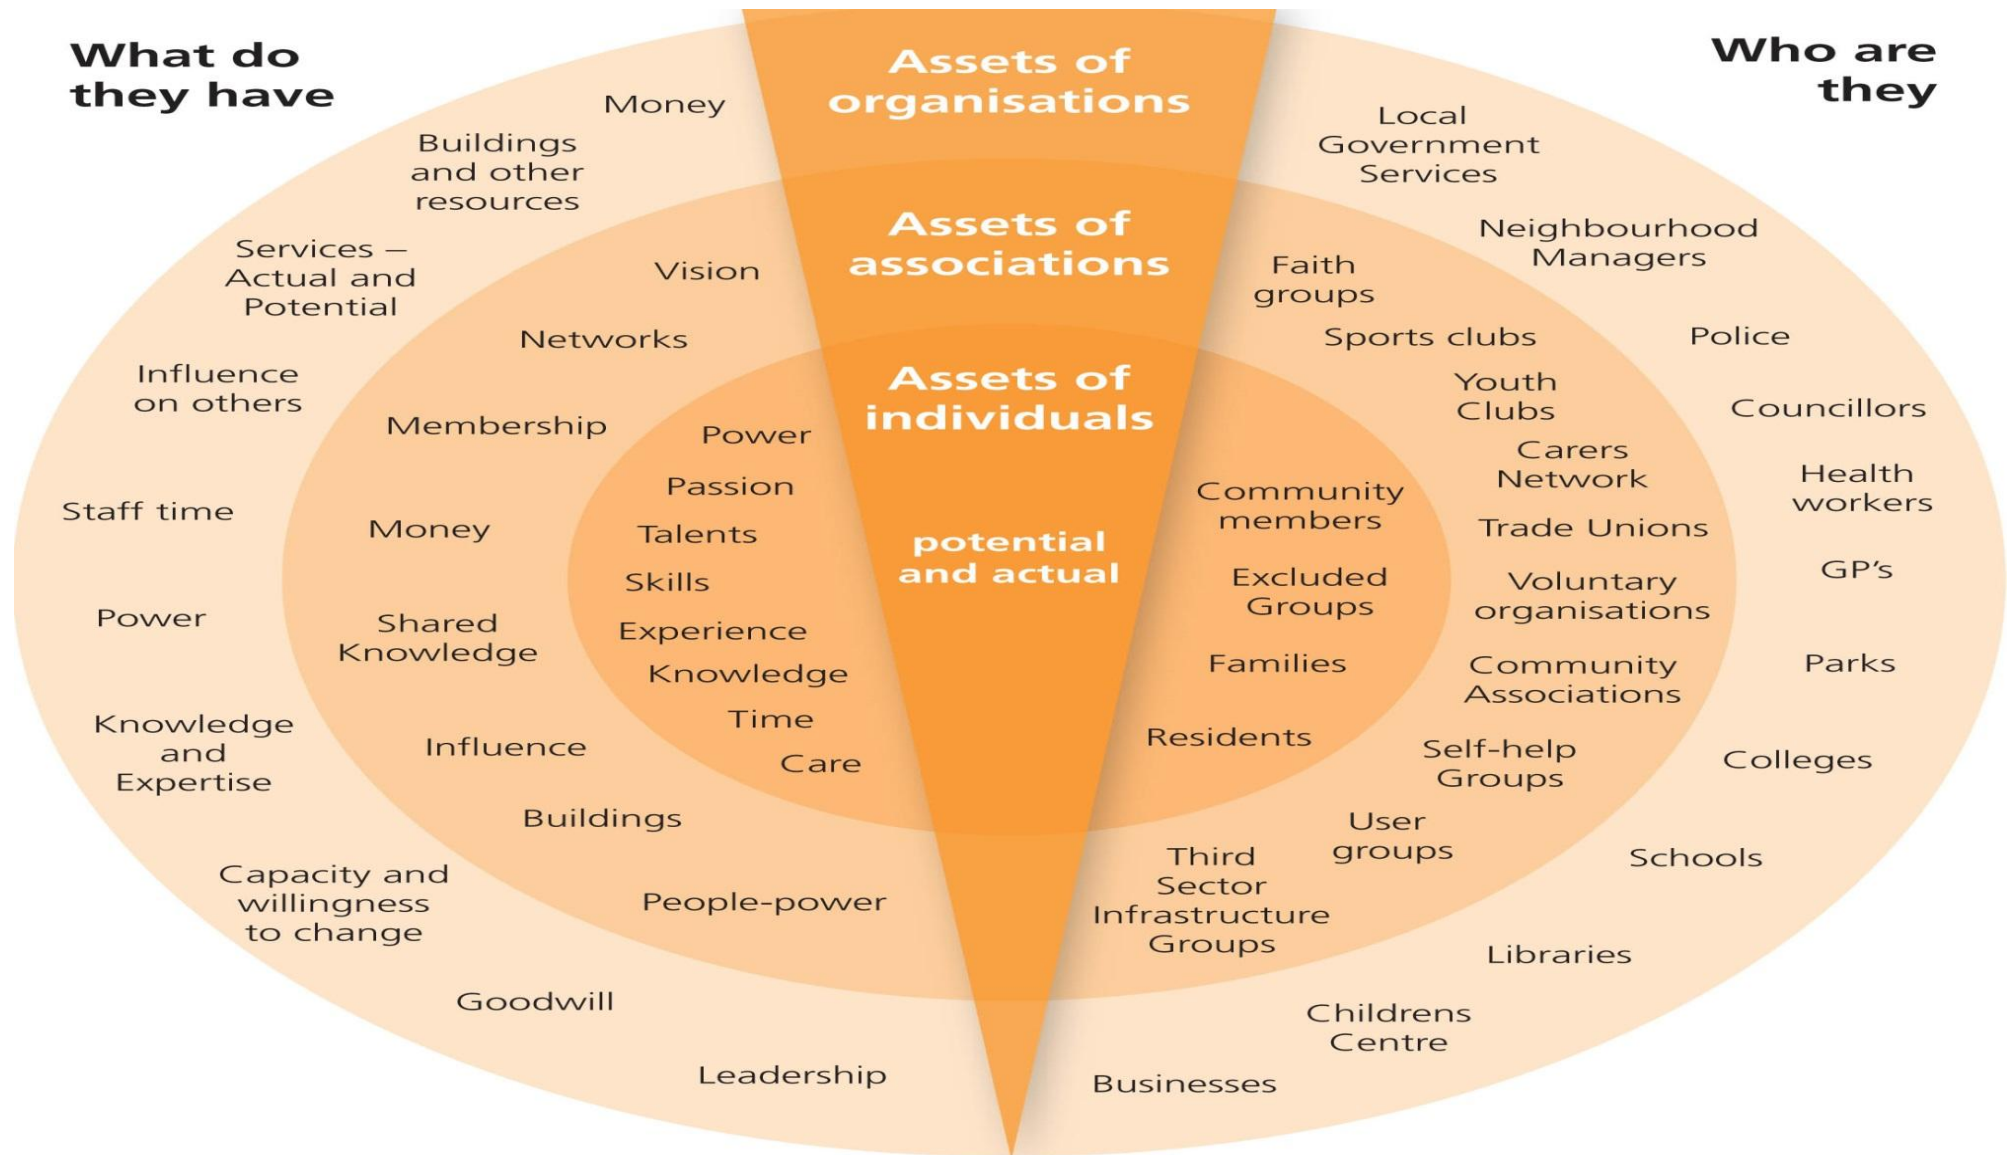 What do
they have
Money
Buildings
and other
resources
Services –
Actual and
Potential
Influence
on others
Staff time
Power
Knowledge
and
Expertise
Capacity and
willingness
to change
Goodwill
Leadership
Vision
Networks
Membership
Money
Shared
Knowledge
Influence
Buildings
People-power
Power
Passion
Talents
Skills
Experience
Knowledge
Time
Care
Assets of
organisations
Assets of
associations
Assets of
individuals
potential
and actual
Who are
they
Community
members
Excluded
Groups
Families
Residents
Faith
groups
Sports clubs
Youth
Clubs
Carers
Network
Trade Unions
Voluntary
organisations
Community
Associations
Self-help
Groups
User
groups
Third
Sector
Infrastructure
Groups
Local
Government
Services
Neighbourhood
Managers
Police
Councillors
Health
workers
GP’s
Parks
Colleges
Schools
Libraries
Childrens
Centre
Businesses